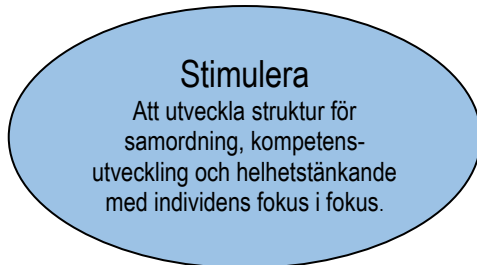 Stimulera
Att utveckla struktur för
samordning, kompetens-
utveckling och helhetstänkande
med individens fokus i fokus.